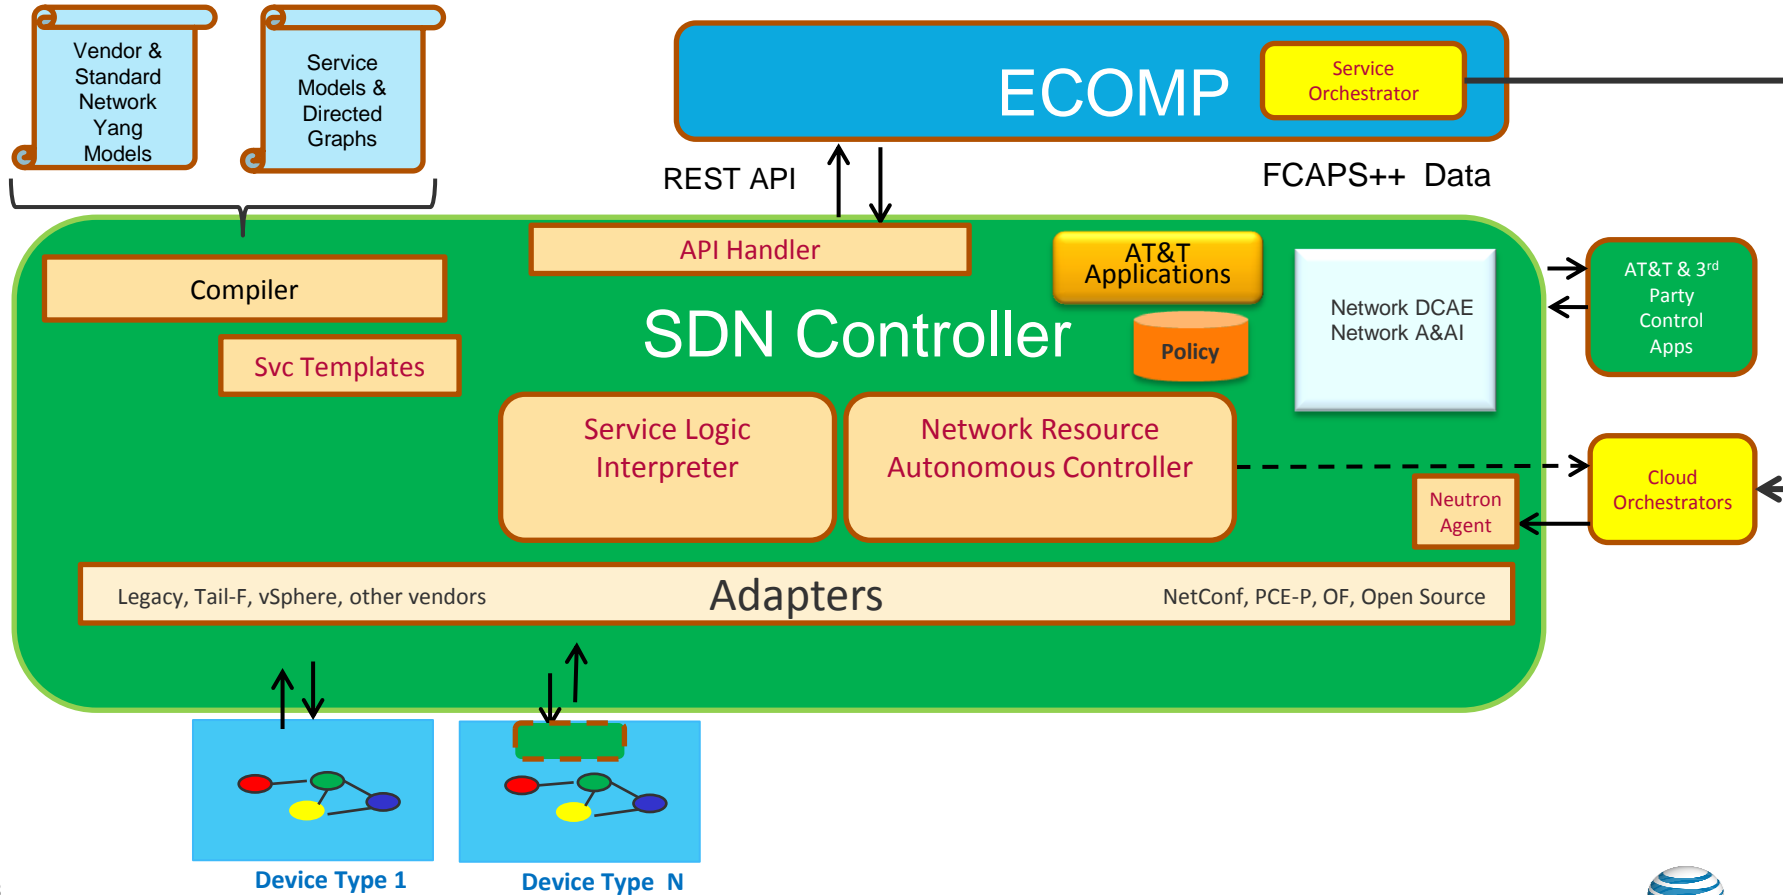 Vendor &
Standard
Network
Yang
Models
Service
Models &
Directed
Graphs
ECOMP
Service
Orchestrator
REST API
FCAPS++ Data
API Handler
Compiler
Svc Templates
SDN Controller
AT&T
Applications
Policy
Network DCAE
Network A&AI
AT&T & 3rd
Party
Control
Apps
Service Logic
Interpreter
Network Resource
Autonomous Controller
Neutron
Agent
Cloud
Orchestrators
Legacy, Tail-F, vSphere, other vendors
Adapters
NetConf, PCE-P, OF, Open Source
Device Type 1
Device Type N